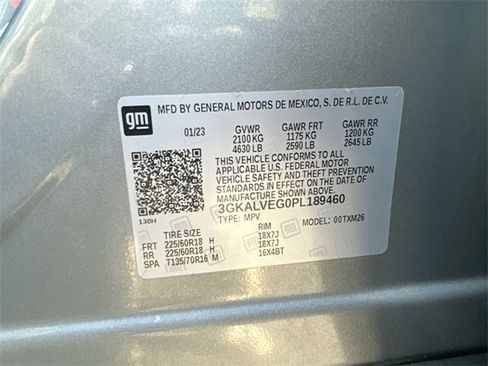 gm
MFD BY GENERAL MOTORS DE MEXICO, S. DE R.L. DE C.V.
01/23 GVWR GAWR FRT GAWR RR
2100 KG 1175 KG 1200 KG
4630 LB 2590 LB 2645 LB
THIS VEHICLE CONFORMS TO ALL
APPLICABLE U.S. FEDERAL MOTOR
VEHICLE SAFETY AND THEFT
PREVENTION STANDARDS IN EFFECT
ON THE DATE OF MANUFACTURE
SHOWN ABOVE.
3GKALVEG0PL189460
130H TYPE: MPV MODEL: 00TXM26
TIRE SIZE RIM
FRT 225/60R18 H 18X7J
RR 225/60R18 H 18X7J
SPA T135/70R16 M 16X4BT